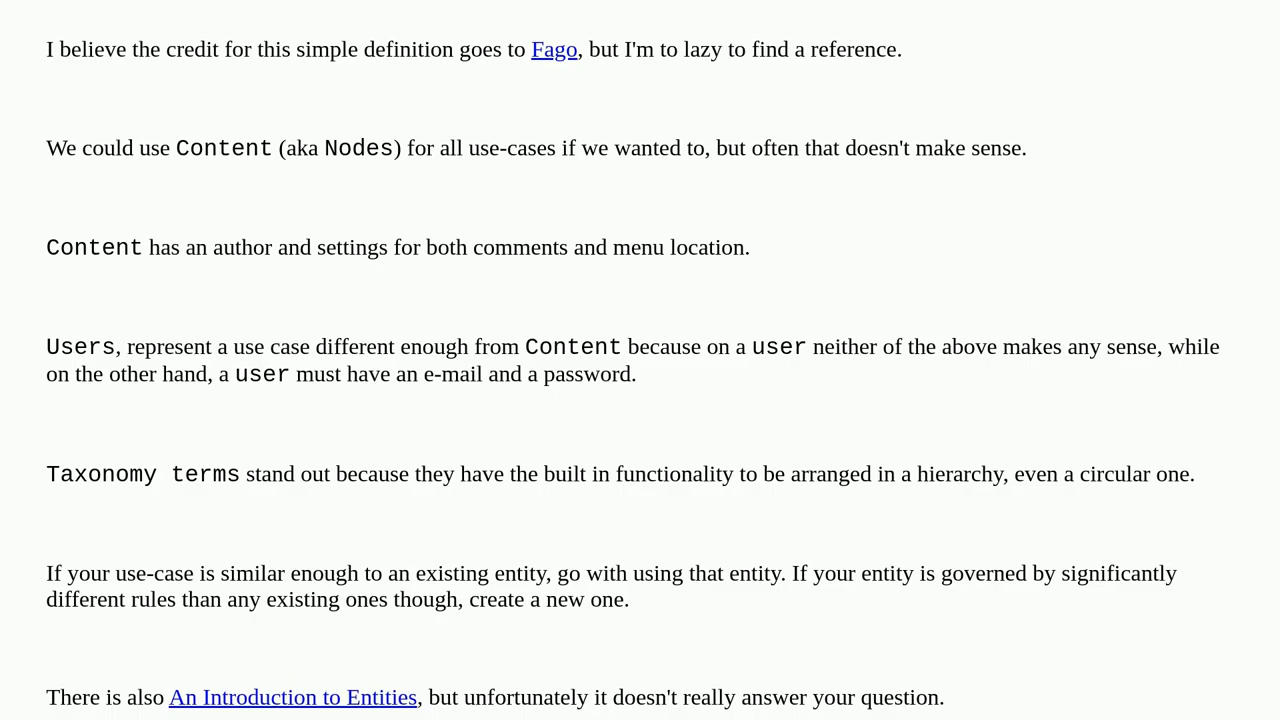 I believe the credit for this simple definition goes to Fago, but I'm to lazy to find a reference.
We could use Content (aka Nodes) for all use-cases if we wanted to, but often that doesn't make sense.
Content has an author and settings for both comments and menu location.
Users, represent a use case different enough from Content because on a user neither of the above makes any sense, while
on the other hand, a user must have an e-mail and a password.
Taxonomy terms stand out because they have the built in functionality to be arranged in a hierarchy, even a circular one.
If your use-case is similar enough to an existing entity, go with using that entity. If your entity is governed by significantly
different rules than any existing ones though, create a new one.
There is also An Introduction to Entities, but unfortunately it doesn't really answer your question.